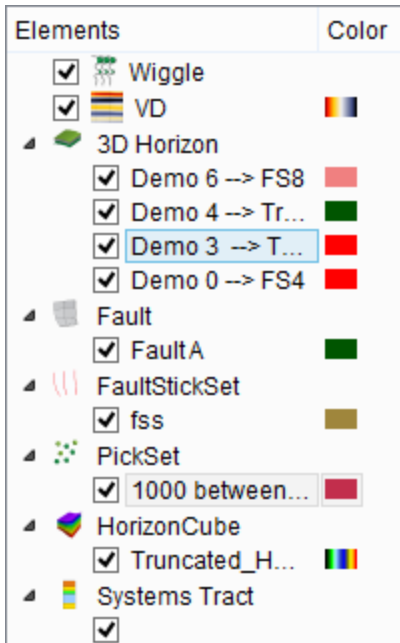 Elements Color
Wiggle
VD
3D Horizon
Demo 6 --> FS8
Demo 4 --> Tr...
Demo 3 --> T...
Demo 0 --> FS4
Fault
FaultA
FaultStickSet
fss
PickSet
1000 between...
HorizonCube
Truncated_H...
Systems Tract